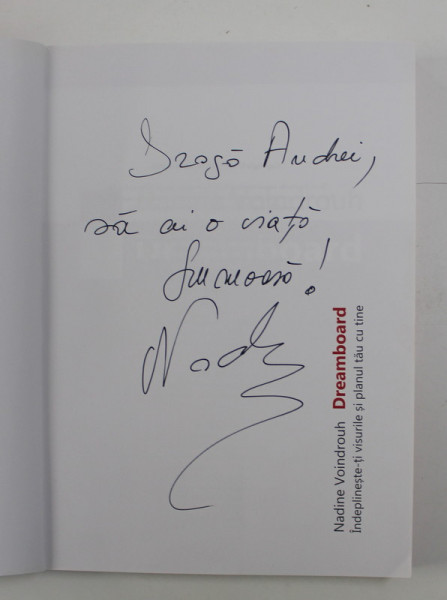 Dragă Andrei,
să ai o viață
frumoasă!
Nadine Voindrouh Dreamboard
Îndeplinește-ți visurile și planul tău cu tine